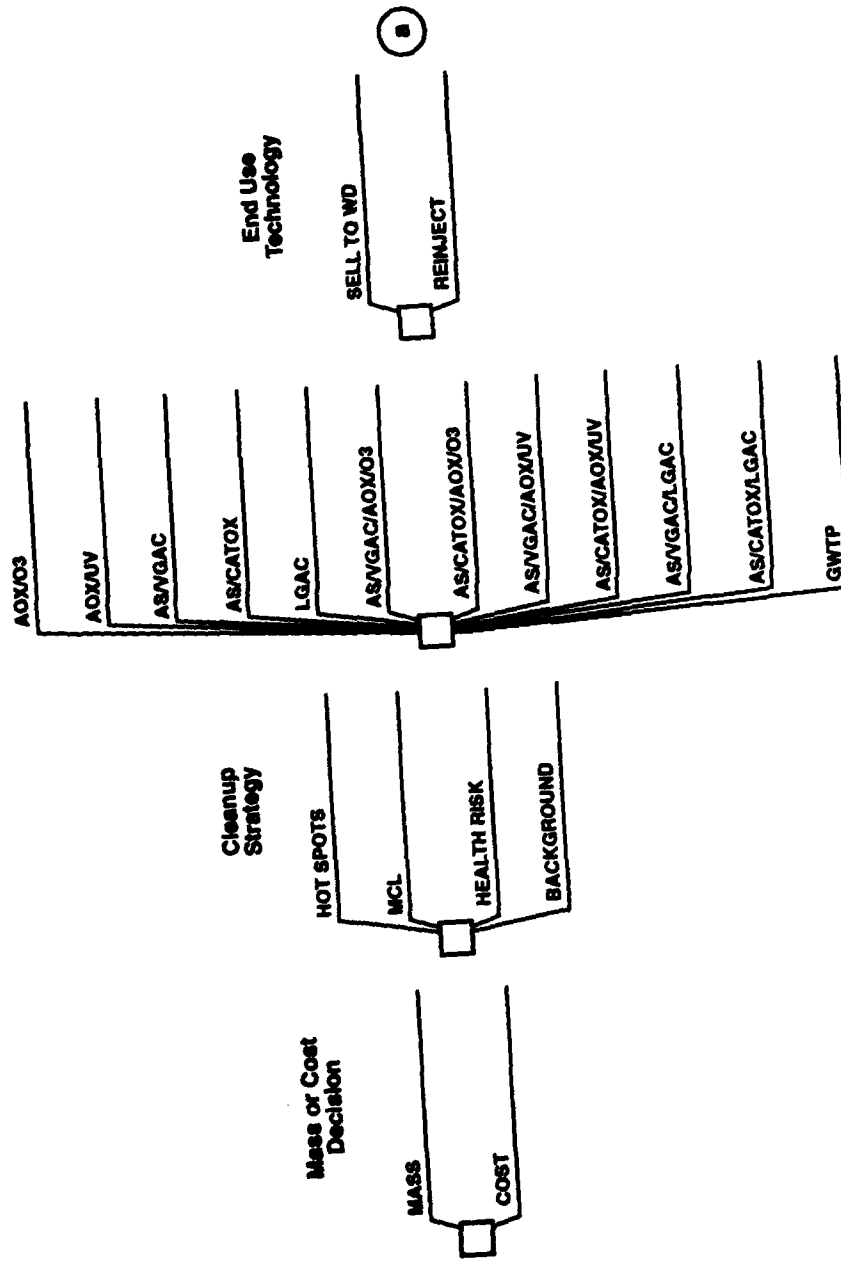 Mass or Cost
Decision
MASS
COST
Cleanup
Strategy
HOT SPOTS
MCL
HEALTH RISK
BACKGROUND
AOX/O3
AOX/UV
AS/VGAC
AS/CATOX
LGAC
AS/VGAC/AOX/O3
AS/CATOX/AOX/O3
AS/VGAC/AOX/UV
AS/CATOX/AOX/UV
AS/VGAC/LGAC
AS/CATOX/LGAC
GWTP
End Use
Technology
SELL TO WD
REINJECT
a